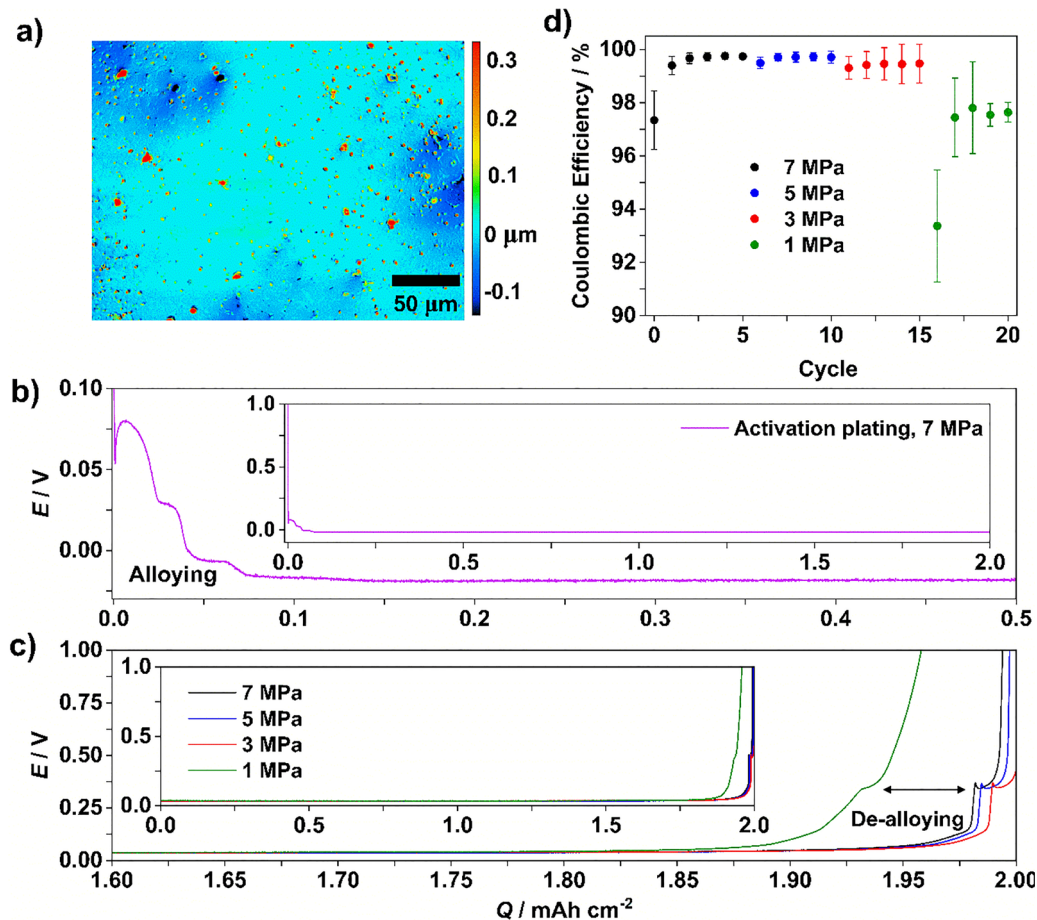 a)
0.3
0.2
0.1
0 µm
-0.1
50 µm
d)
Coulombic Efficiency / %
100
98
96
94
92
90
7 MPa
5 MPa
3 MPa
1 MPa
0 5 10 15 20
Cycle
b)
E / V
0.10
0.05
0.00
1.0
0.5
0.0
Activation plating, 7 MPa
0.0 0.5 1.0 1.5 2.0
Alloying
0.0 0.1 0.2 0.3 0.4 0.5
c)
E / V
1.00
0.75
0.50
0.25
0.00
1.0
0.5
0.0
7 MPa
5 MPa
3 MPa
1 MPa
0.0 0.5 1.0 1.5 2.0
De-alloying
1.60 1.65 1.70 1.75 1.80 1.85 1.90 1.95 2.00
Q / mAh cm⁻²